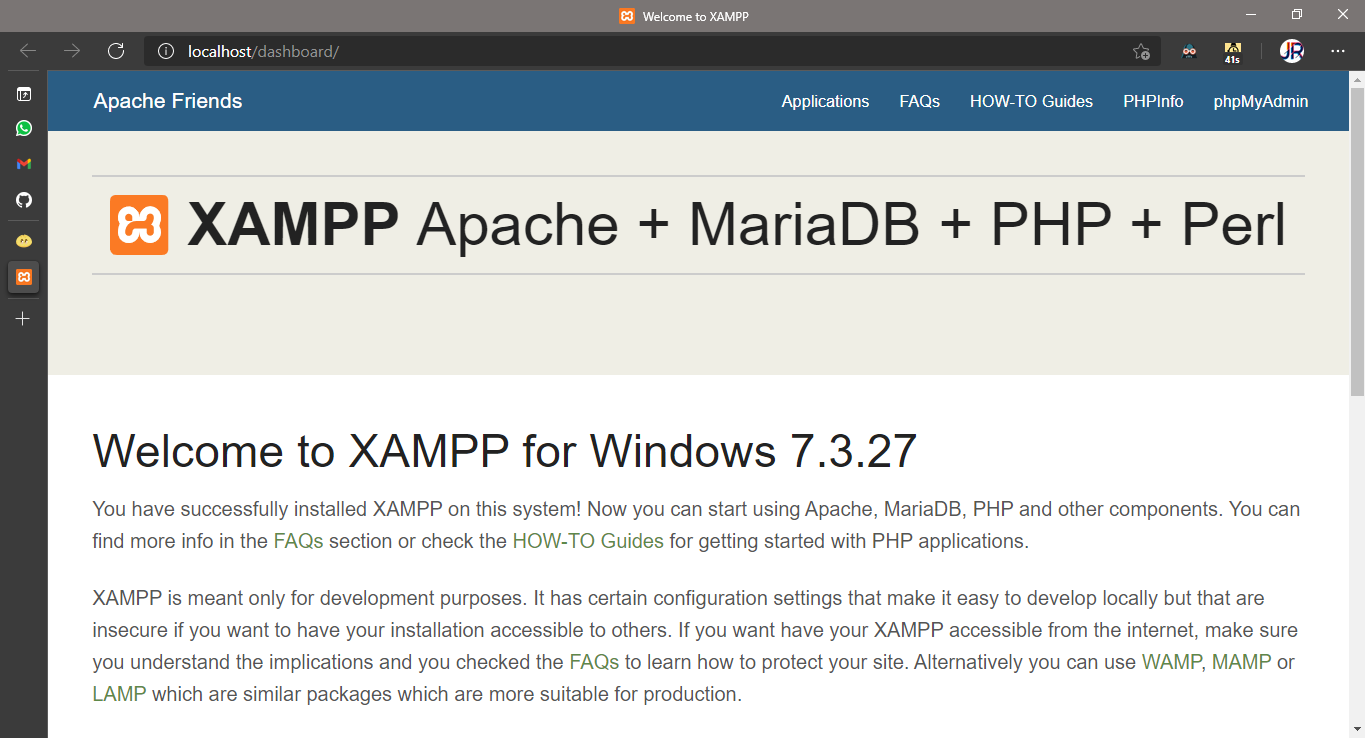 Welcome to XAMPP
localhost/dashboard/
41s
JR
Apache Friends
Applications FAQs HOW-TO Guides PHPInfo phpMyAdmin
XAMPP Apache + MariaDB + PHP + Perl
Welcome to XAMPP for Windows 7.3.27
You have successfully installed XAMPP on this system! Now you can start using Apache, MariaDB, PHP and other components. You can
find more info in the FAQs section or check the HOW-TO Guides for getting started with PHP applications.
XAMPP is meant only for development purposes. It has certain configuration settings that make it easy to develop locally but that are
insecure if you want to have your installation accessible to others. If you want have your XAMPP accessible from the internet, make sure
you understand the implications and you checked the FAQs to learn how to protect your site. Alternatively you can use WAMP, MAMP or
LAMP which are similar packages which are more suitable for production.